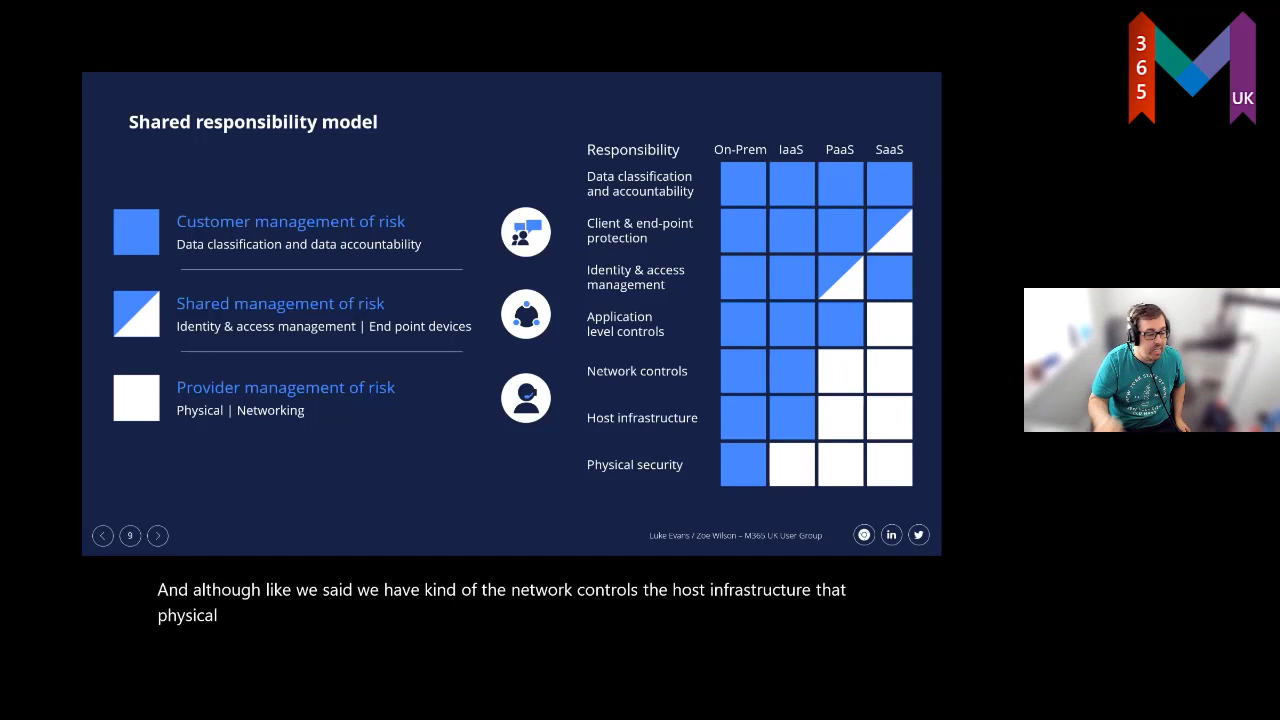 3
6
5
UK
Shared responsibility model
Customer management of risk
Data classification and data accountability
Shared management of risk
Identity & access management | End point devices
Provider management of risk
Physical | Networking
Responsibility On-Prem IaaS PaaS SaaS
Data classification
and accountability
Client & end-point
protection
Identity & access
management
Application
level controls
Network controls
Host infrastructure
Physical security
9
Luke Evans / Zoe Wilson – M365 UK User Group
in
And although like we said we have kind of the network controls the host infrastructure that
physical